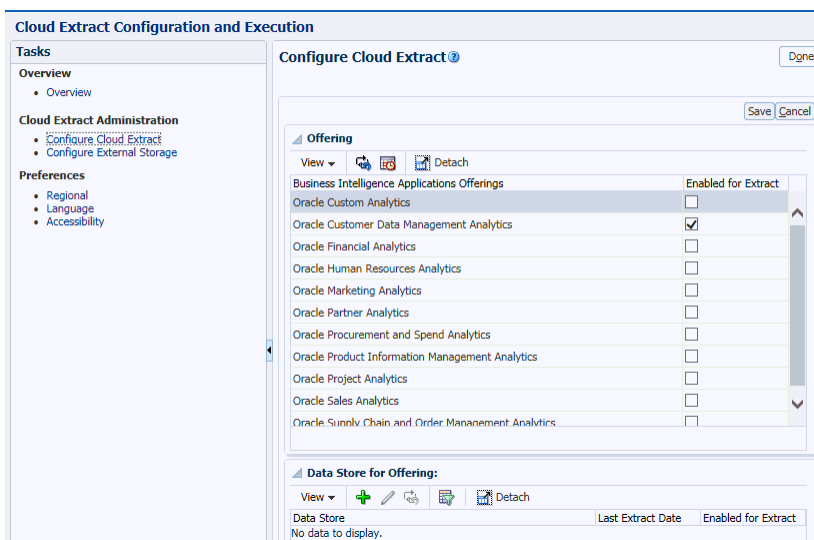 Cloud Extract Configuration and Execution
Tasks
Overview
Overview
Cloud Extract Administration
Configure Cloud Extract
Configure External Storage
Preferences
Regional
Language
Accessibility
Configure Cloud Extract
Done
Save Cancel
Offering
View Detach
Business Intelligence Applications Offerings Enabled for Extract
Oracle Custom Analytics
Oracle Customer Data Management Analytics
Oracle Financial Analytics
Oracle Human Resources Analytics
Oracle Marketing Analytics
Oracle Partner Analytics
Oracle Procurement and Spend Analytics
Oracle Product Information Management Analytics
Oracle Project Analytics
Oracle Sales Analytics
Oracle Supply Chain and Order Management Analytics
Data Store for Offering:
View Detach
Data Store Last Extract Date Enabled for Extract
No data to display.